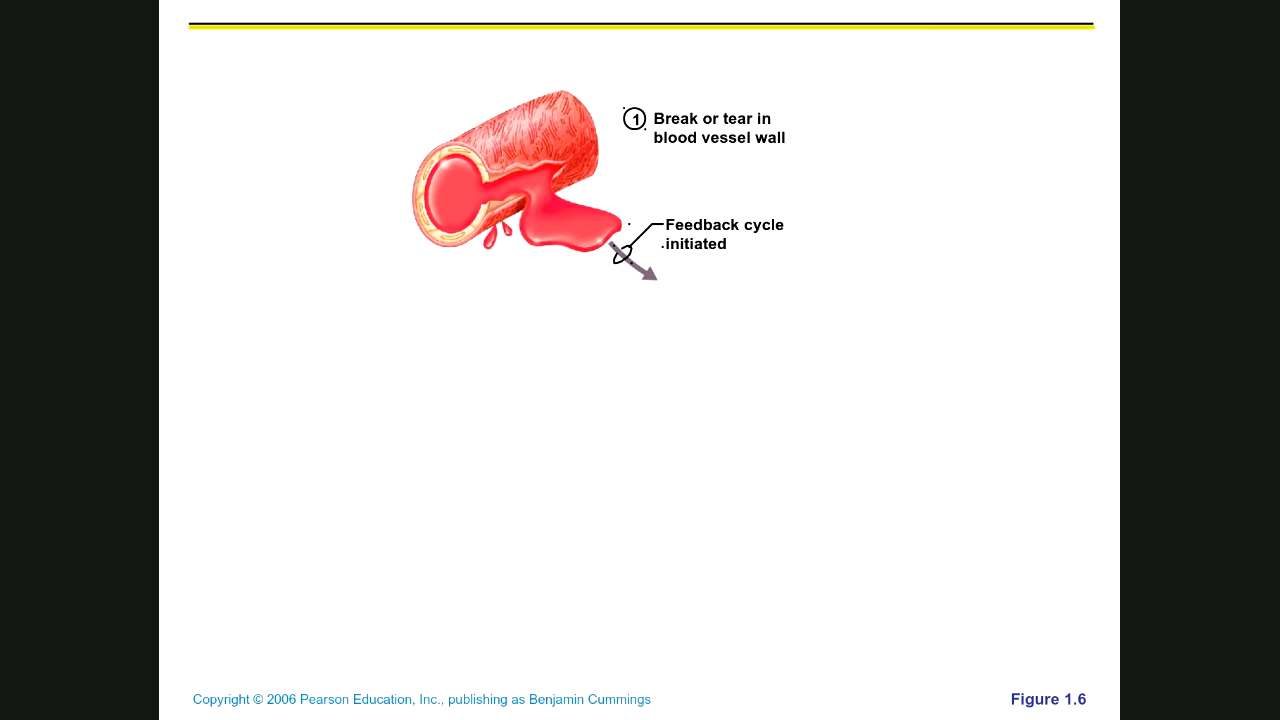 1 Break or tear in
blood vessel wall
Feedback cycle
initiated
Copyright © 2006 Pearson Education, Inc., publishing as Benjamin Cummings
Figure 1.6